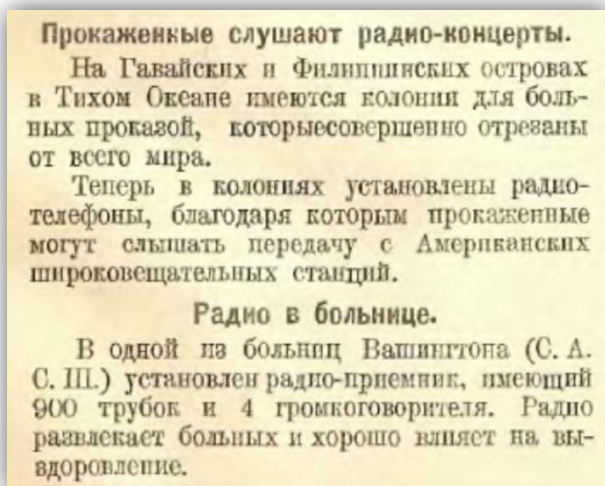 Прокаженные слушают радио-концерты.
На Гавайских и Филиппинских островах
в Тихом Океане имеются колонии для боль-
ных проказой, которыесовершенно отрезаны
от всего мира.
Теперь в колониях установлены радио-
телефоны, благодаря которым прокаженные
могут слышать передачу с Американских
широковещательных станций.
Радио в больнице.
В одной из больниц Вашингтона (С. А.
С. Ш.) установлен радио-приемник, имеющий
900 трубок и 4 громкоговорителя. Радио
развлекает больных и хорошо влияет на вы-
здоровление.